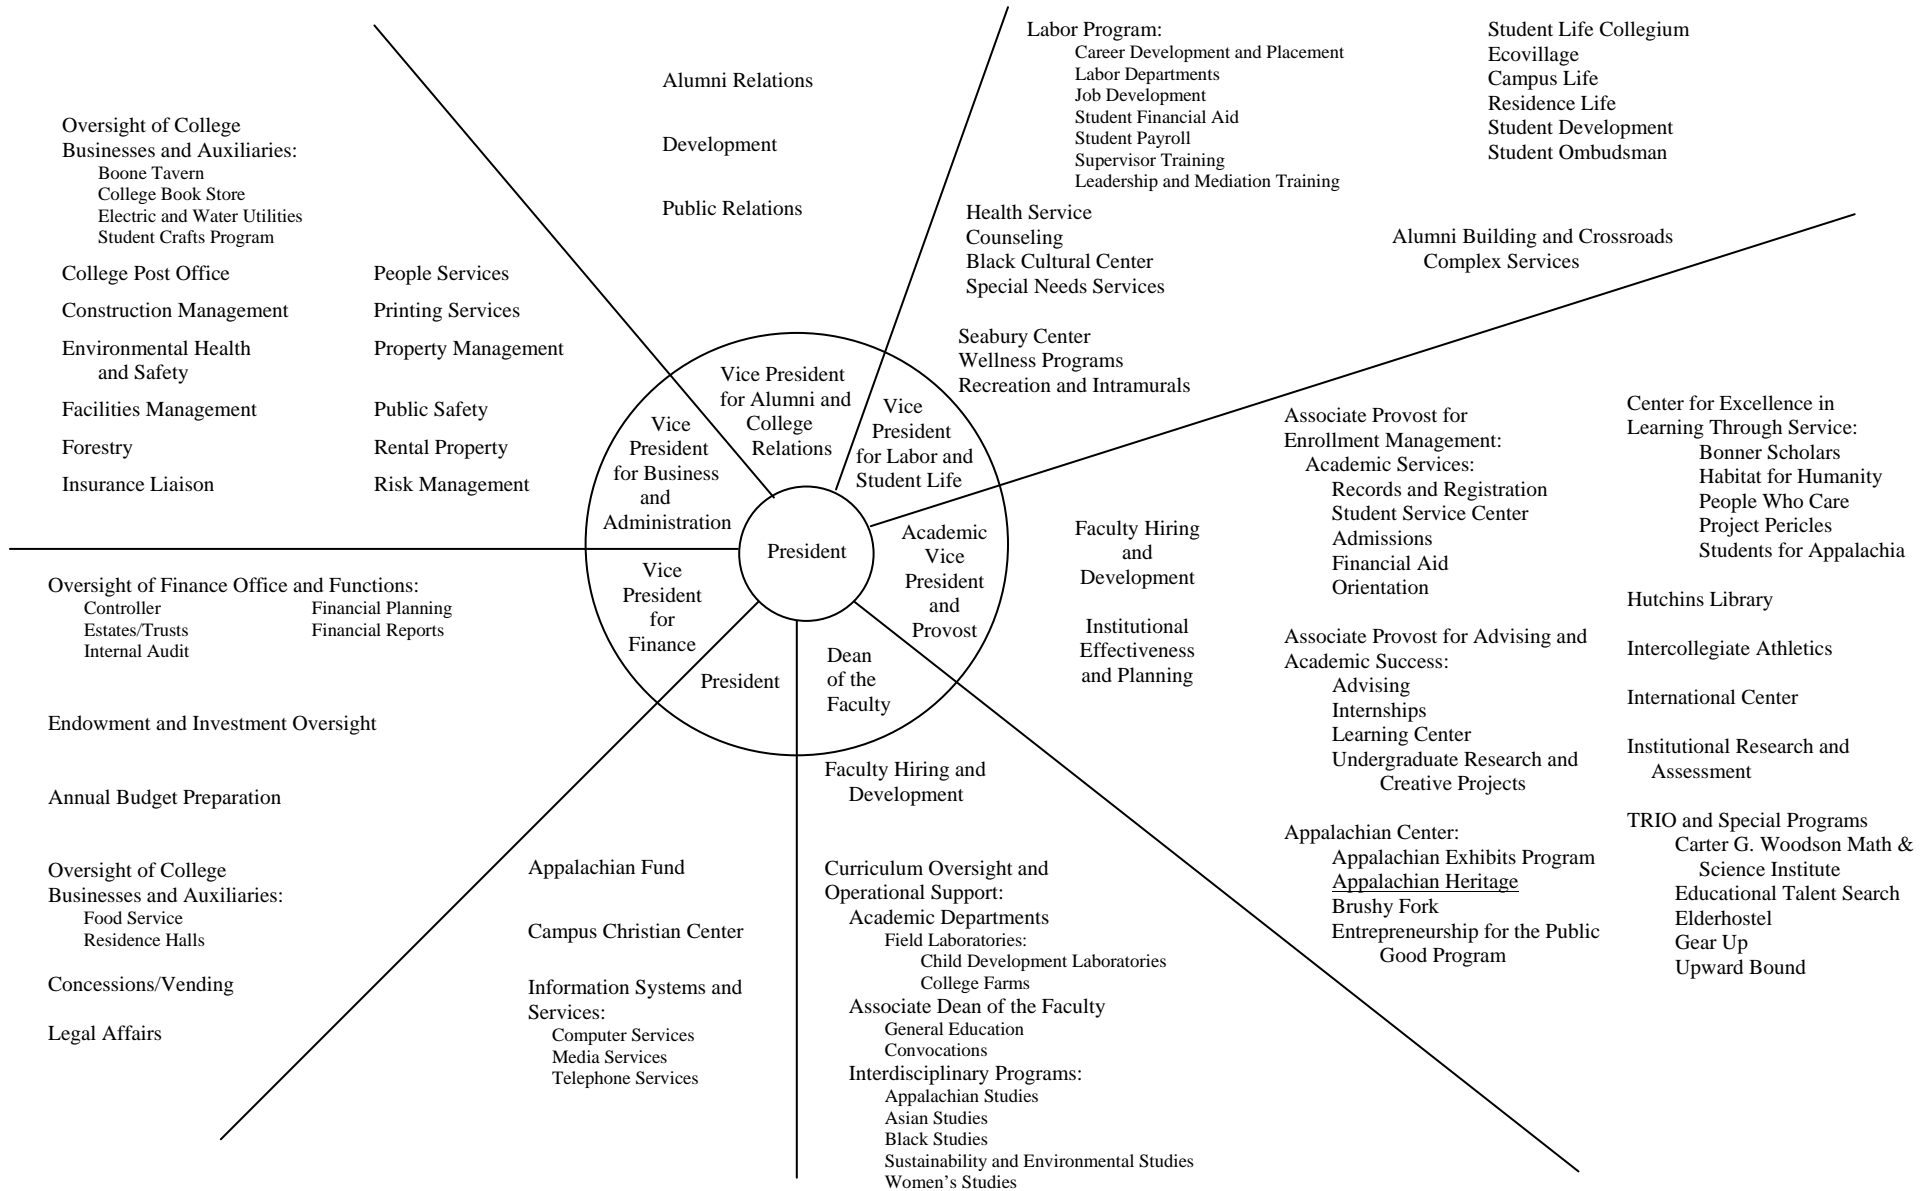 Alumni Relations
Development
Public Relations
Labor Program:
Career Development and Placement
Labor Departments
Job Development
Student Financial Aid
Student Payroll
Supervisor Training
Leadership and Mediation Training
Health Service
Counseling
Black Cultural Center
Special Needs Services
Seabury Center
Wellness Programs
Recreation and Intramurals
Student Life Collegium
Ecovillage
Campus Life
Residence Life
Student Development
Student Ombudsman
Alumni Building and Crossroads
Complex Services
Oversight of College
Businesses and Auxiliaries:
Boone Tavern
College Book Store
Electric and Water Utilities
Student Crafts Program
College Post Office
Construction Management
Environmental Health
and Safety
Facilities Management
Forestry
Insurance Liaison
People Services
Printing Services
Property Management
Public Safety
Rental Property
Risk Management
Vice
President
for Business
and
Administration
Vice President
for Alumni and
College
Relations
Vice
President
for Labor and
Student Life
President
Academic
Vice
President
and
Provost
Vice
President
for
Finance
President
Dean
of the
Faculty
Faculty Hiring
and
Development
Institutional
Effectiveness
and Planning
Associate Provost for
Enrollment Management:
Academic Services:
Records and Registration
Student Service Center
Admissions
Financial Aid
Orientation
Associate Provost for Advising and
Academic Success:
Advising
Internships
Learning Center
Undergraduate Research and
Creative Projects
Appalachian Center:
Appalachian Exhibits Program
Appalachian Heritage
Brushy Fork
Entrepreneurship for the Public
Good Program
Center for Excellence in
Learning Through Service:
Bonner Scholars
Habitat for Humanity
People Who Care
Project Pericles
Students for Appalachia
Hutchins Library
Intercollegiate Athletics
International Center
Institutional Research and
Assessment
TRIO and Special Programs
Carter G. Woodson Math &
Science Institute
Educational Talent Search
Elderhostel
Gear Up
Upward Bound
Oversight of Finance Office and Functions:
Controller
Estates/Trusts
Internal Audit
Financial Planning
Financial Reports
Endowment and Investment Oversight
Annual Budget Preparation
Oversight of College
Businesses and Auxiliaries:
Food Service
Residence Halls
Concessions/Vending
Legal Affairs
Appalachian Fund
Campus Christian Center
Information Systems and
Services:
Computer Services
Media Services
Telephone Services
Faculty Hiring and
Development
Curriculum Oversight and
Operational Support:
Academic Departments
Field Laboratories:
Child Development Laboratories
College Farms
Associate Dean of the Faculty
General Education
Convocations
Interdisciplinary Programs:
Appalachian Studies
Asian Studies
Black Studies
Sustainability and Environmental Studies
Women's Studies